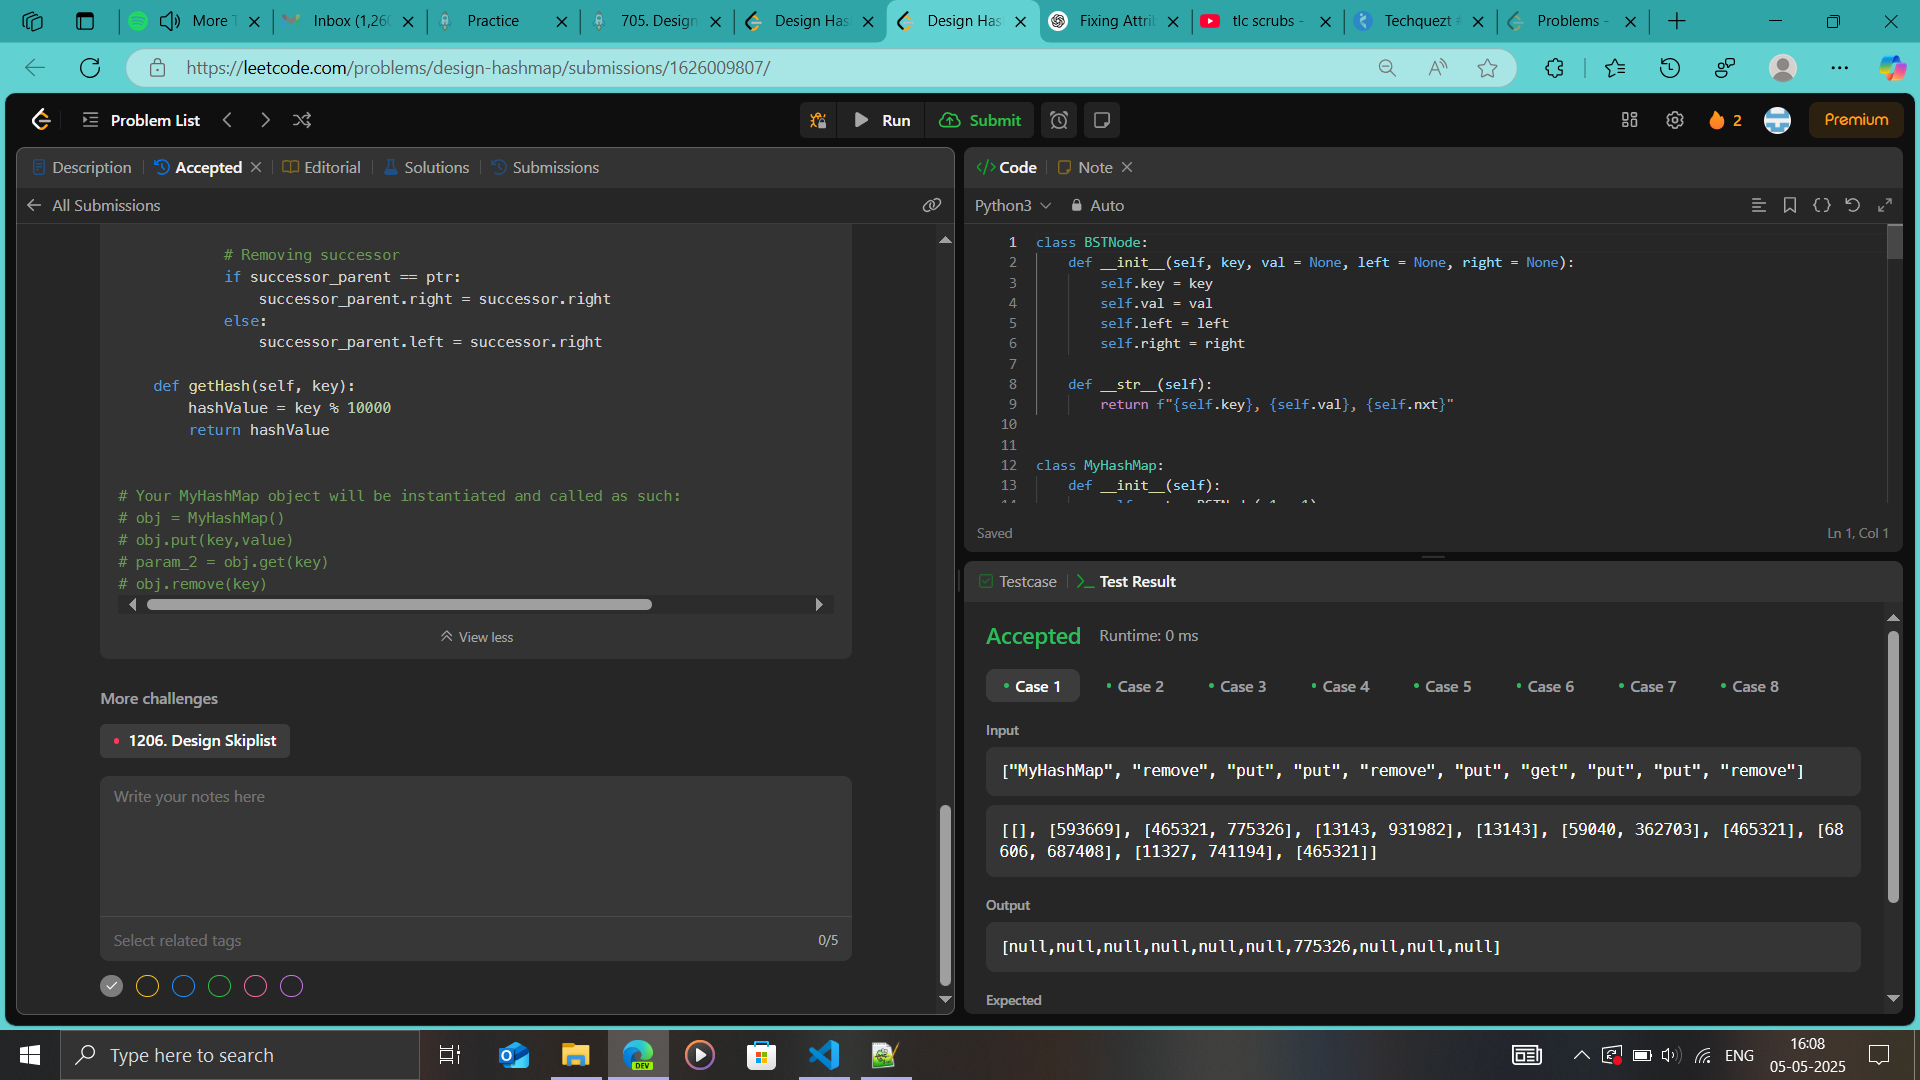 More T
Inbox (1,26
Practice
705. Design
Design Has
Design Has
Fixing Attrib
tlc scrubs -
Techquezt
Problems -
https://leetcode.com/problems/design-hashmap/submissions/1626009807/
Problem List
Run
Submit
2
Premium
Description
Accepted
Editorial
Solutions
Submissions
All Submissions
# Removing successor
if successor_parent == ptr:
successor_parent.right = successor.right
else:
successor_parent.left = successor.right
def getHash(self, key):
hashValue = key % 10000
return hashValue
# Your MyHashMap object will be instantiated and called as such:
# obj = MyHashMap()
# obj.put(key,value)
# param_2 = obj.get(key)
# obj.remove(key)
View less
More challenges
1206. Design Skiplist
Write your notes here
Select related tags
0/5
</> Code
Note
Python3
Auto
1 class BSTNode:
2 def __init__(self, key, val = None, left = None, right = None):
3 self.key = key
4 self.val = val
5 self.left = left
6 self.right = right
7
8 def __str__(self):
9 return f"{self.key}, {self.val}, {self.nxt}"
10
11
12 class MyHashMap:
13 def __init__(self):
Saved
Ln 1, Col 1
Testcase
Test Result
Accepted
Runtime: 0 ms
Case 1
Case 2
Case 3
Case 4
Case 5
Case 6
Case 7
Case 8
Input
["MyHashMap", "remove", "put", "put", "remove", "put", "get", "put", "put", "remove"]
[[], [593669], [465321, 775326], [13143, 931982], [13143], [59040, 362703], [465321], [68
606, 687408], [11327, 741194], [465321]]
Output
[null,null,null,null,null,null,775326,null,null,null]
Expected
Type here to search
DEV
ENG
16:08
05-05-2025